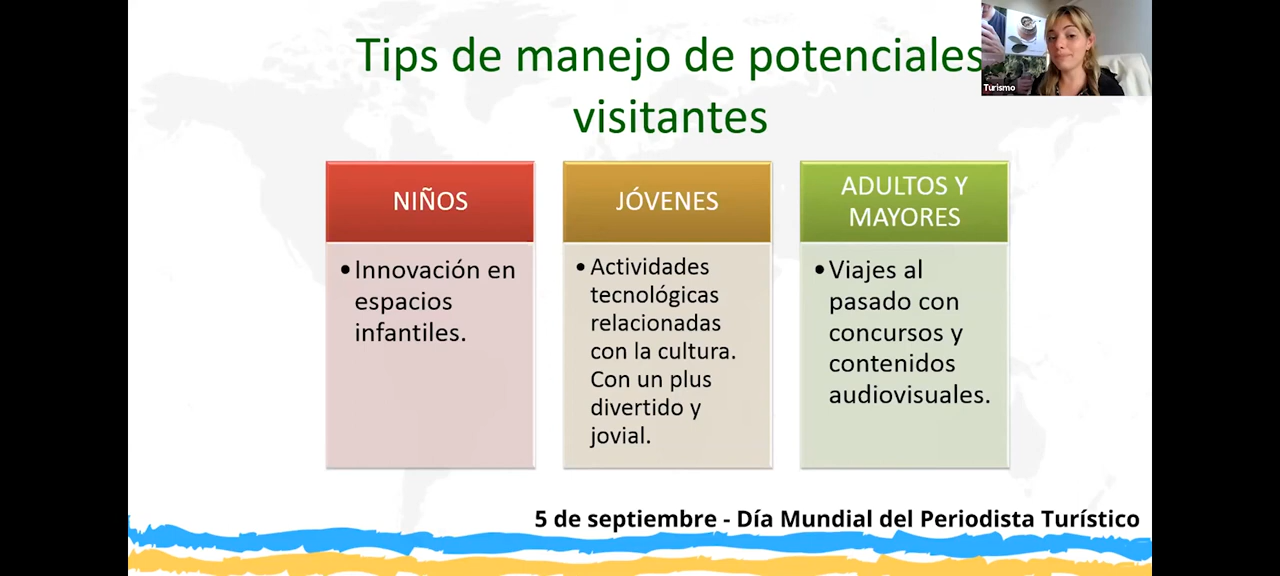 Tips de manejo de potenciales
visitantes
Turismo
NIÑOS
•Innovación en
espacios
infantiles.
JÓVENES
•Actividades
tecnológicas
relacionadas
con la cultura.
Con un plus
divertido y
jovial.
ADULTOS Y
MAYORES
•Viajes al
pasado con
concursos y
contenidos
audiovisuales.
5 de septiembre - Día Mundial del Periodista Turístico